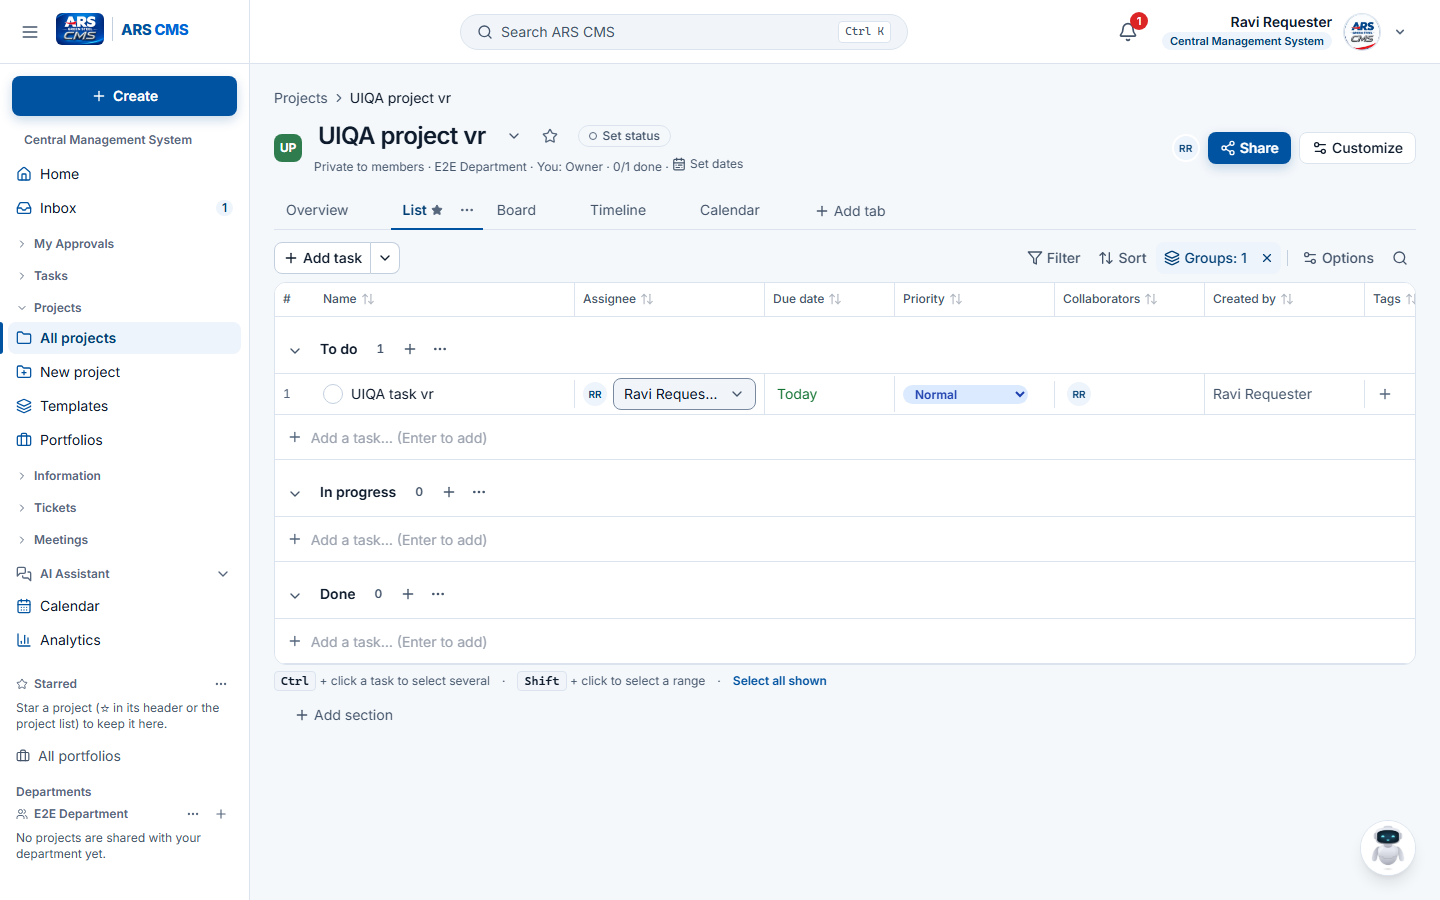 ARS CMS
Search ARS CMS
Ctrl K
1
Ravi Requester
Central Management System
Create
Central Management System
Home
Inbox 1
My Approvals
Tasks
Projects
All projects
New project
Templates
Portfolios
Information
Tickets
Meetings
AI Assistant
Calendar
Analytics
Starred
Star a project (☆ in its header or the
project list) to keep it here.
All portfolios
Departments
E2E Department
No projects are shared with your
department yet.
Projects > UIQA project vr
UP
UIQA project vr
Set status
Private to members · E2E Department · You: Owner · 0/1 done · Set dates
RR
Share
Customize
Overview
List
Board
Timeline
Calendar
+ Add tab
+ Add task
Filter
Sort
Groups: 1
Options
# Name Assignee Due date Priority Collaborators Created by Tags
To do 1
1 UIQA task vr RR Ravi Reques... Today Normal RR Ravi Requester
+ Add a task... (Enter to add)
In progress 0
+ Add a task... (Enter to add)
Done 0
+ Add a task... (Enter to add)
Ctrl + click a task to select several · Shift + click to select a range · Select all shown
+ Add section